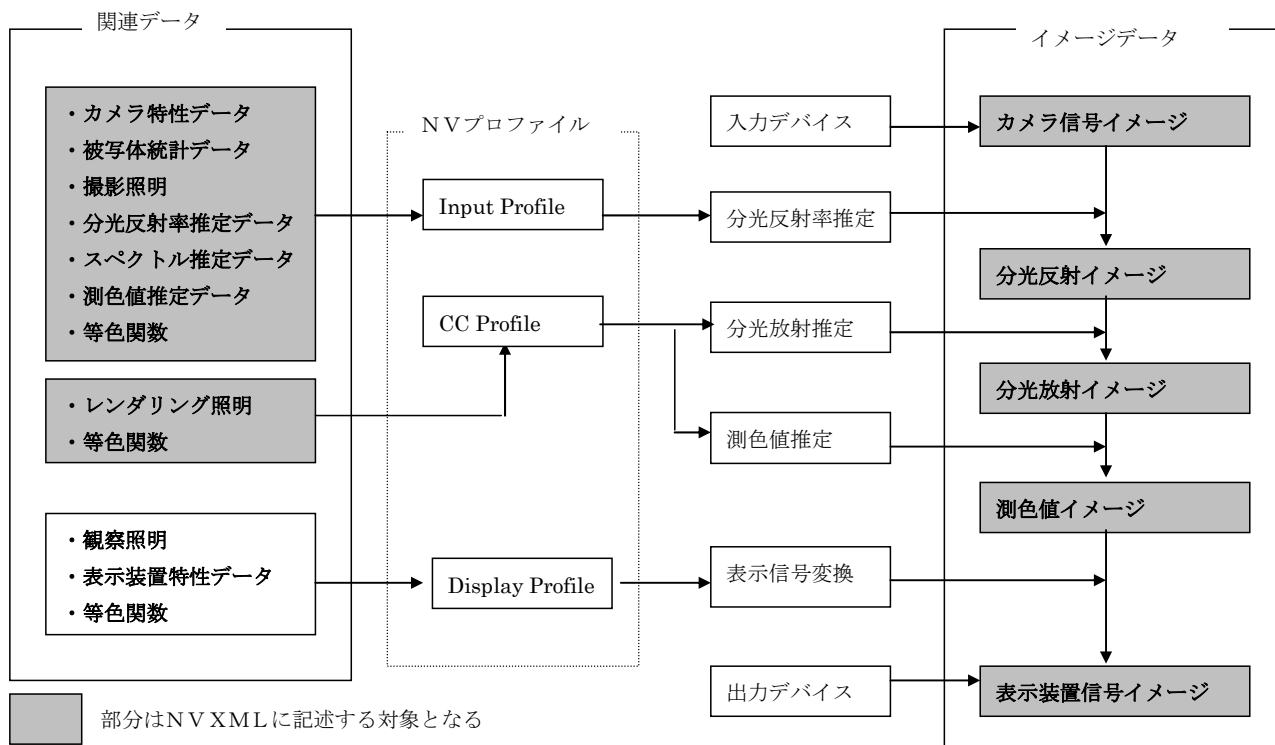 関連データ
・カメラ特性データ
・被写体統計データ
・撮影照明
・分光反射率推定データ
・スペクトル推定データ
・測色値推定データ
・等色関数
・レンダリング照明
・等色関数
・観察照明
・表示装置特性データ
・等色関数
ＮＶプロファイル
Input Profile
CC Profile
Display Profile
入力デバイス
分光反射率推定
分光放射推定
測色値推定
表示信号変換
出力デバイス
イメージデータ
カメラ信号イメージ
分光反射イメージ
分光放射イメージ
測色値イメージ
表示装置信号イメージ
部分はＮＶＸＭＬに記述する対象となる